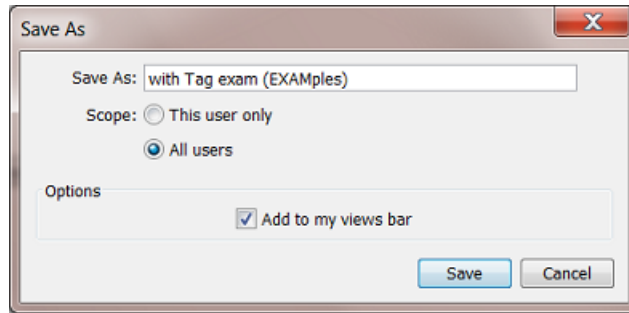 Save As
Save As: with Tag exam (EXAMples)
Scope: This user only
All users
Options
Add to my views bar
Save Cancel